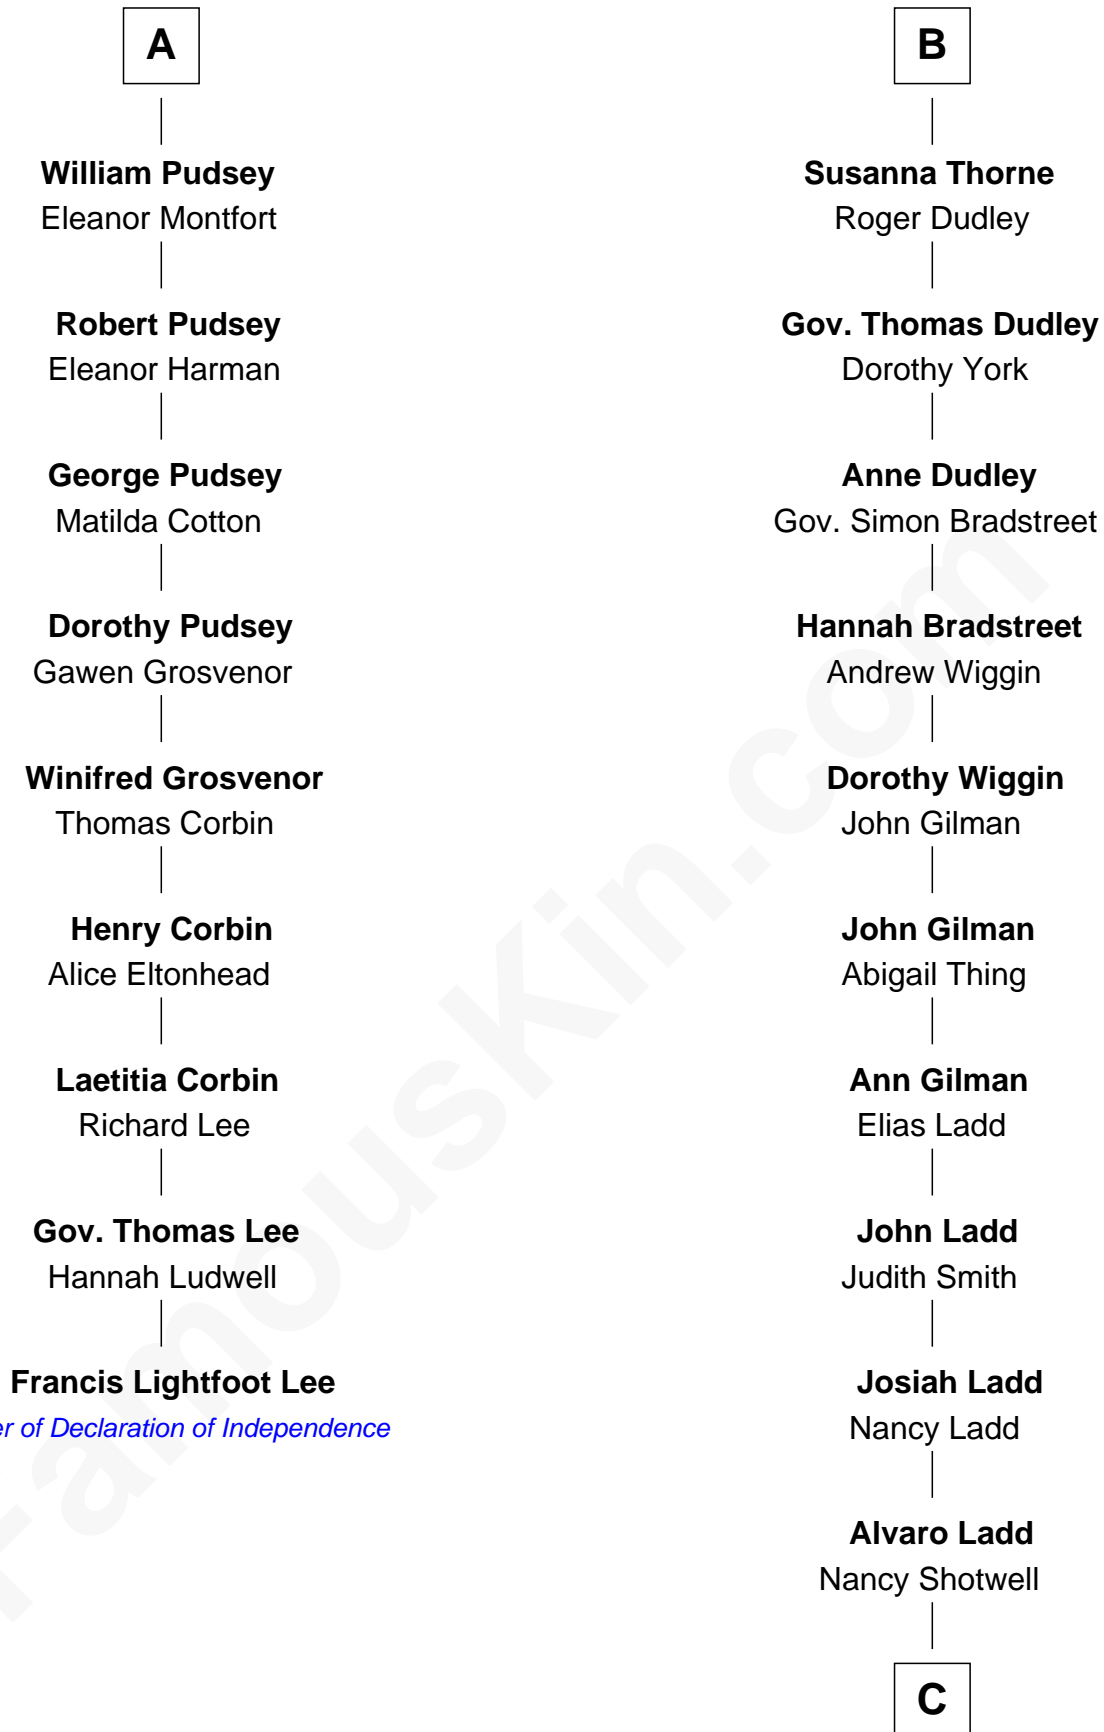 A
William Pudsey
Eleanor Montfort
Robert Pudsey
Eleanor Harman
George Pudsey
Matilda Cotton
Dorothy Pudsey
Gawen Grosvenor
Winifred Grosvenor
Thomas Corbin
Henry Corbin
Alice Eltonhead
Laetitia Corbin
Richard Lee
Gov. Thomas Lee
Hannah Ludwell
Francis Lightfoot Lee
er of Declaration of Independence
B
Susanna Thorne
Roger Dudley
Gov. Thomas Dudley
Dorothy York
Anne Dudley
Gov. Simon Bradstreet
Hannah Bradstreet
Andrew Wiggin
Dorothy Wiggin
John Gilman
John Gilman
Abigail Thing
Ann Gilman
Elias Ladd
John Ladd
Judith Smith
Josiah Ladd
Nancy Ladd
Alvaro Ladd
Nancy Shotwell
C
FamousKin.com